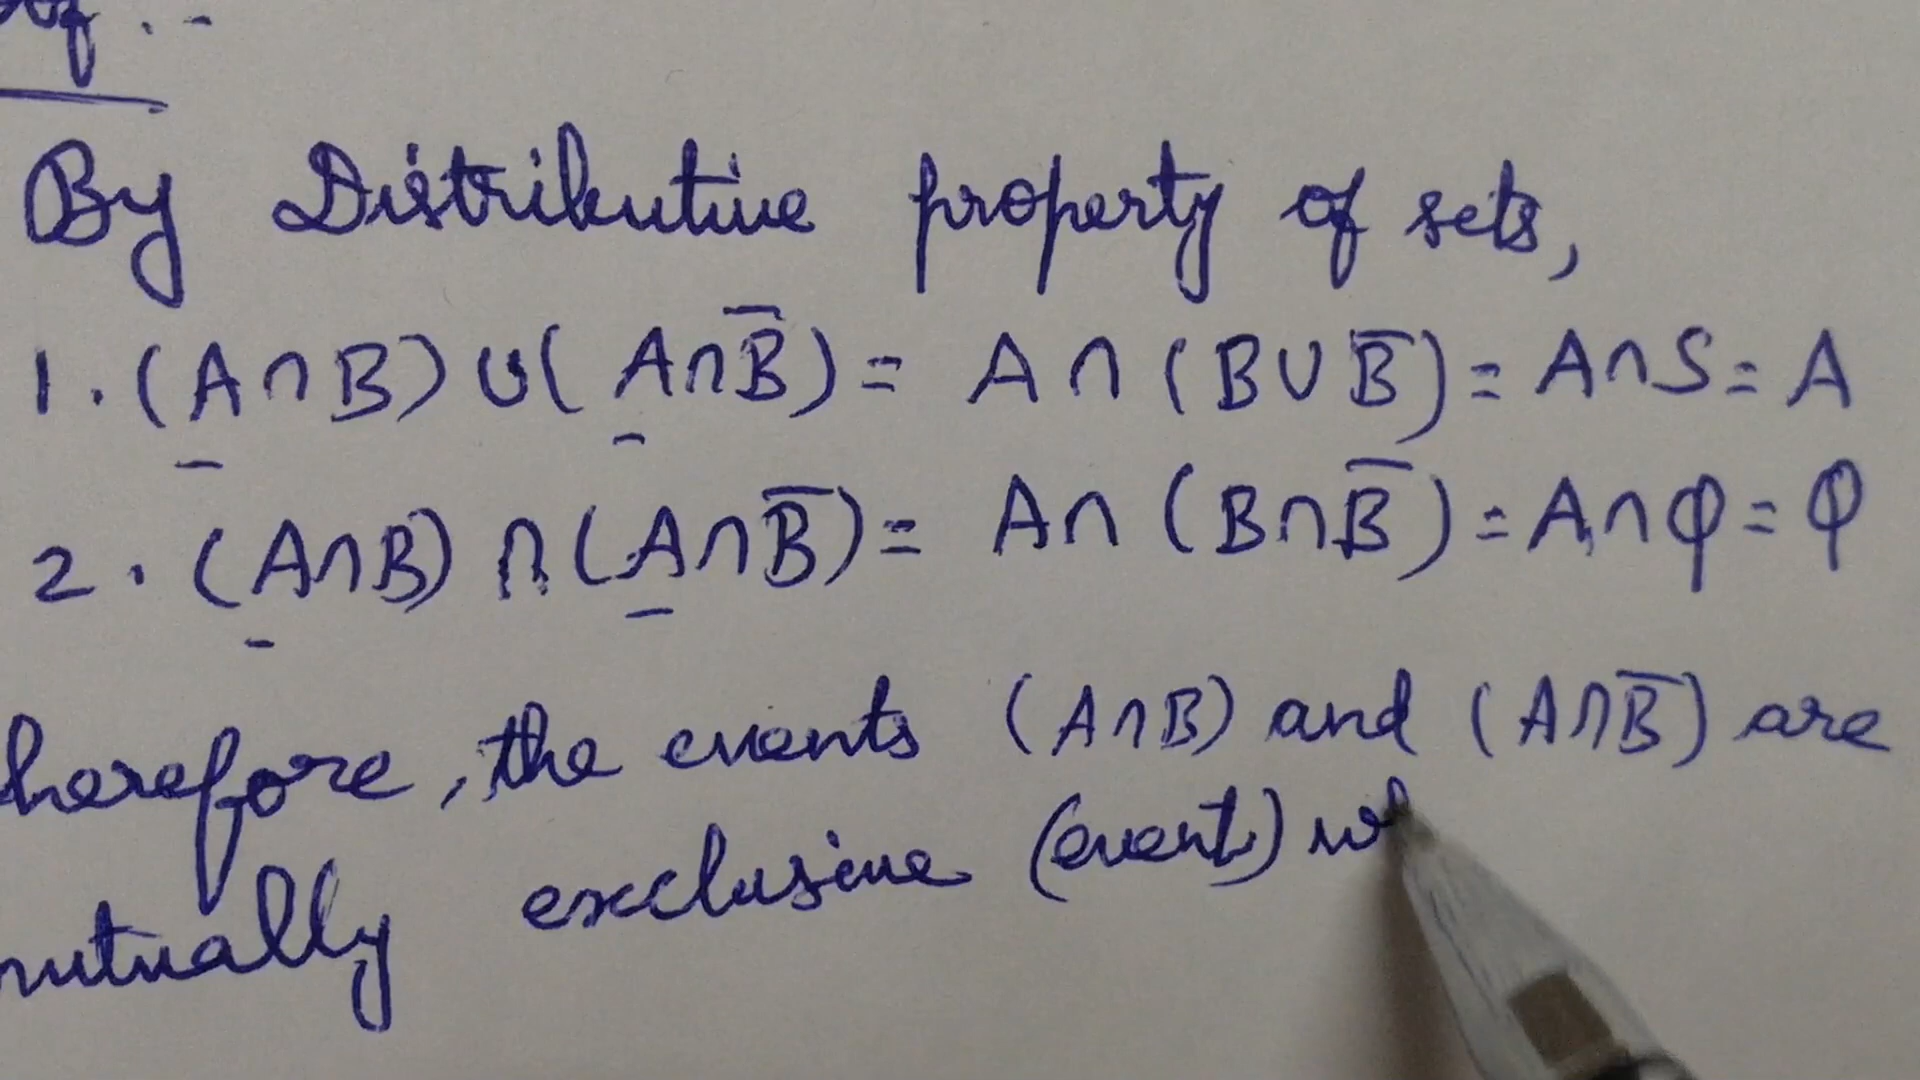 By Distributive property of sets,
1. (A∩B) ∪ (A∩B̅) = A∩(B∪B̅) = A∩S = A
2. (A∩B) ∩ (A∩B̅) = A∩(B∩B̅) = A∩φ = φ
herefore, the events (A∩B) and (A∩B̅) are
mutually exclusive (event)